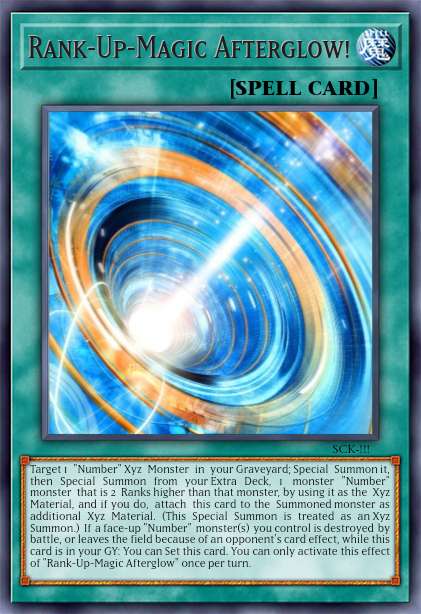 Rank-Up-Magic Afterglow!
魔
[SPELL CARD]
SCK-!!!
Target 1 "Number" Xyz Monster in your Graveyard; Special Summon it,
then Special Summon from your Extra Deck, 1 monster "Number"
monster that is 2 Ranks higher than that monster, by using it as the Xyz
Material, and if you do, attach this card to the Summoned monster as
additional Xyz Material. (This Special Summon is treated as an Xyz
Summon.) If a face-up "Number" monster(s) you control is destroyed by
battle, or leaves the field because of an opponent's card effect, while this
card is in your GY: You can Set this card. You can only activate this effect
of "Rank-Up-Magic Afterglow" once per turn.